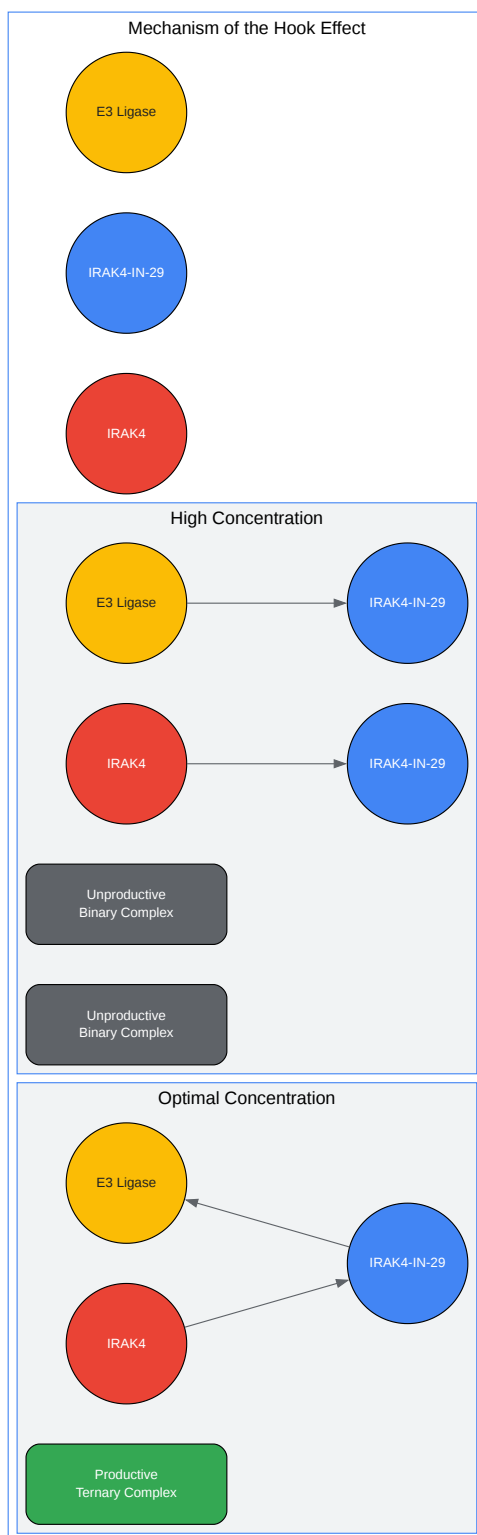 Mechanism of the Hook Effect
E3 Ligase
IRAK4-IN-29
IRAK4
High Concentration
E3 Ligase
IRAK4-IN-29
IRAK4
IRAK4-IN-29
Unproductive
Binary Complex
Unproductive
Binary Complex
Optimal Concentration
E3 Ligase
IRAK4-IN-29
IRAK4
Productive
Ternary Complex